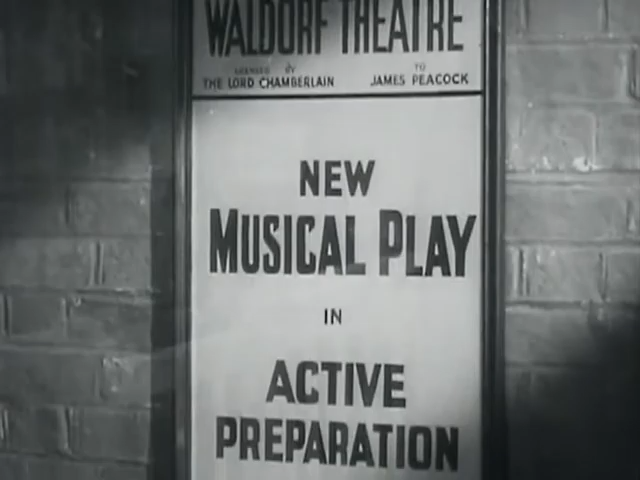 WALDORF THEATRE
LICENSED BY TO
THE LORD CHAMBERLAIN JAMES PEACOCK
NEW
MUSICAL PLAY
IN
ACTIVE
PREPARATION